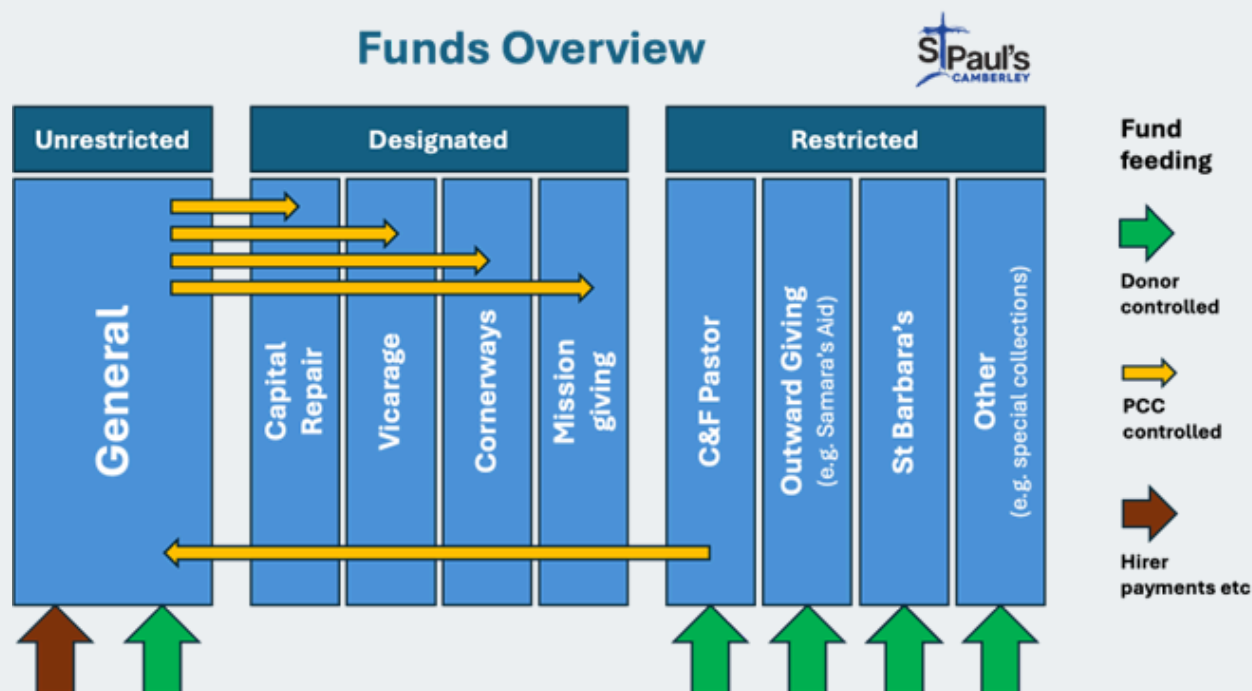 Funds Overview
St Paul's
CAMBERLEY
Unrestricted
Designated
Restricted
General
Capital
Repair
Vicarage
Cornerways
Mission
giving
C&F Pastor
Outward Giving
(e.g. Samara's Aid)
St Barbara's
Other
(e.g. special collections)
Fund
feeding
Donor
controlled
PCC
controlled
Hirer
payments etc